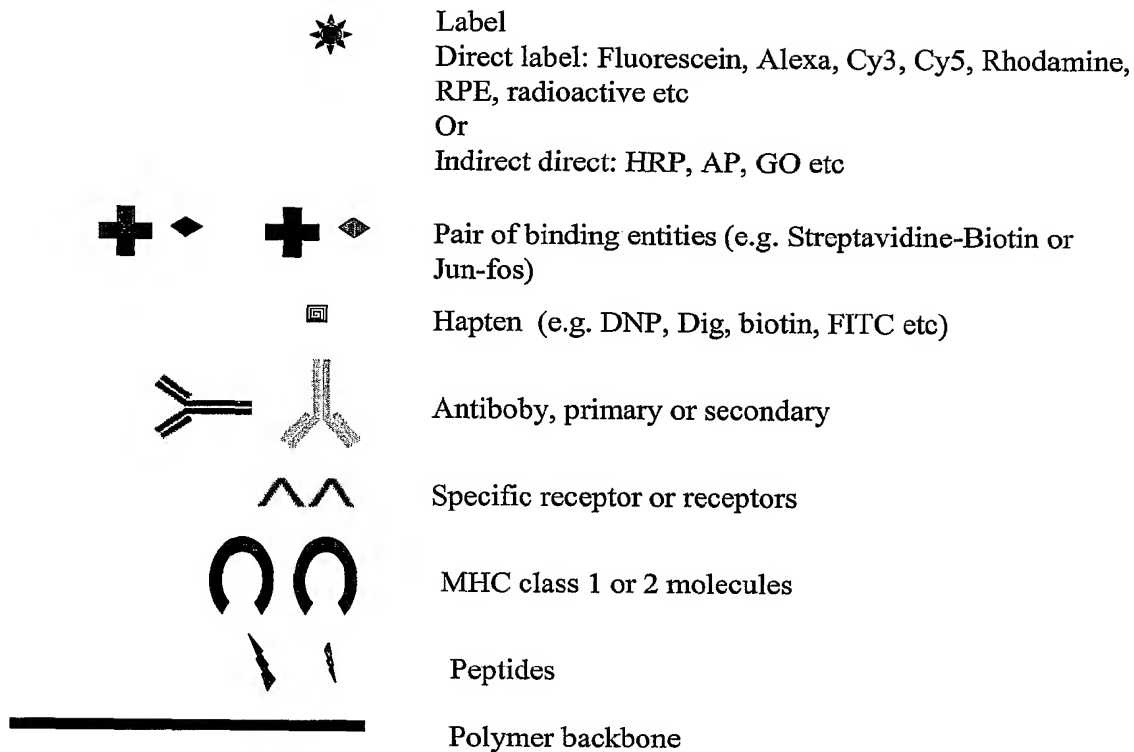 Label
Direct label: Fluorescein, Alexa, Cy3, Cy5, Rhodamine,
RPE, radioactive etc
Or
Indirect direct: HRP, AP, GO etc
Pair of binding entities (e.g. Streptavidine-Biotin or
Jun-fos)
Hapten (e.g. DNP, Dig, biotin, FITC etc)
Antiboby, primary or secondary
Specific receptor or receptors
MHC class 1 or 2 molecules
Peptides
Polymer backbone